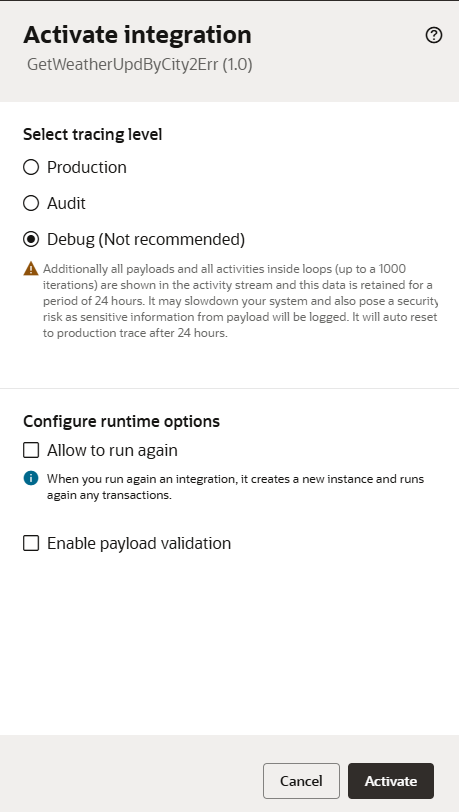 Activate integration
GetWeatherUpdByCity2Err (1.0)
Select tracing level
Production
Audit
Debug (Not recommended)
Additionally all payloads and all activities inside loops (up to a 1000
iterations) are shown in the activity stream and this data is retained for a
period of 24 hours. It may slowdown your system and also pose a security
risk as sensitive information from payload will be logged. It will auto reset
to production trace after 24 hours.
Configure runtime options
Allow to run again
When you run again an integration, it creates a new instance and runs
again any transactions.
Enable payload validation
Cancel
Activate